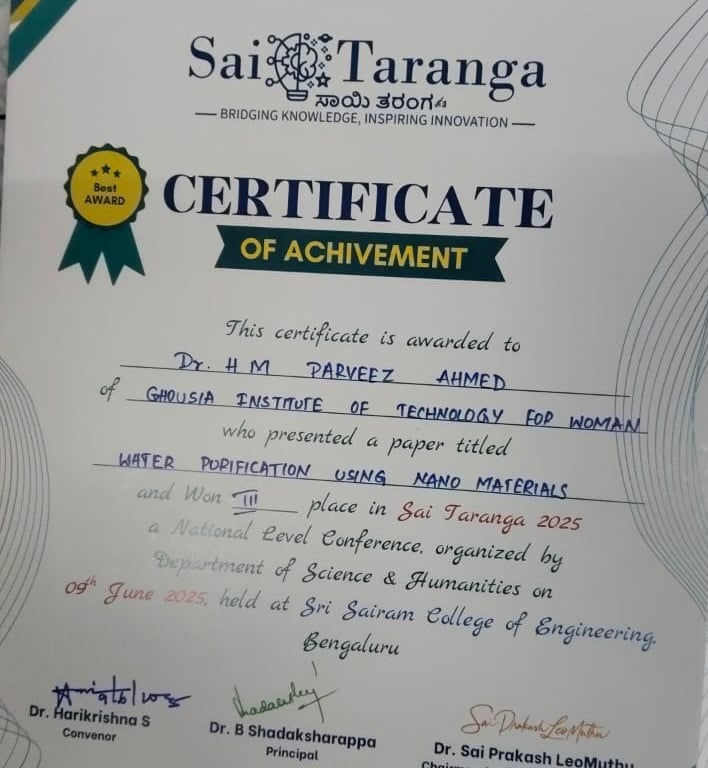 Sai Taranga
ಸಾಯಿ ತರಂಗ
BRIDGING KNOWLEDGE, INSPIRING INNOVATION
Best
AWARD
CERTIFICATE
OF ACHIVEMENT
This certificate is awarded to
Dr. H M PARVEEZ AHMED
of GHOUSIA INSTITUTE OF TECHNOLOGY FOR WOMAN
who presented a paper titled
WATER PURIFICATION USING NANO MATERIALS
and Won III place in Sai Taranga 2025
a National Level Conference, organized by
Department of Science & Humanities on
09th June 2025, held at Sri Sairam College of Engineering,
Bengaluru
Dr. Harikrishna S
Convenor
Dr. B Shadaksharappa
Principal
Sai Prakash LeoMuthu
Dr. Sai Prakash LeoMuthu